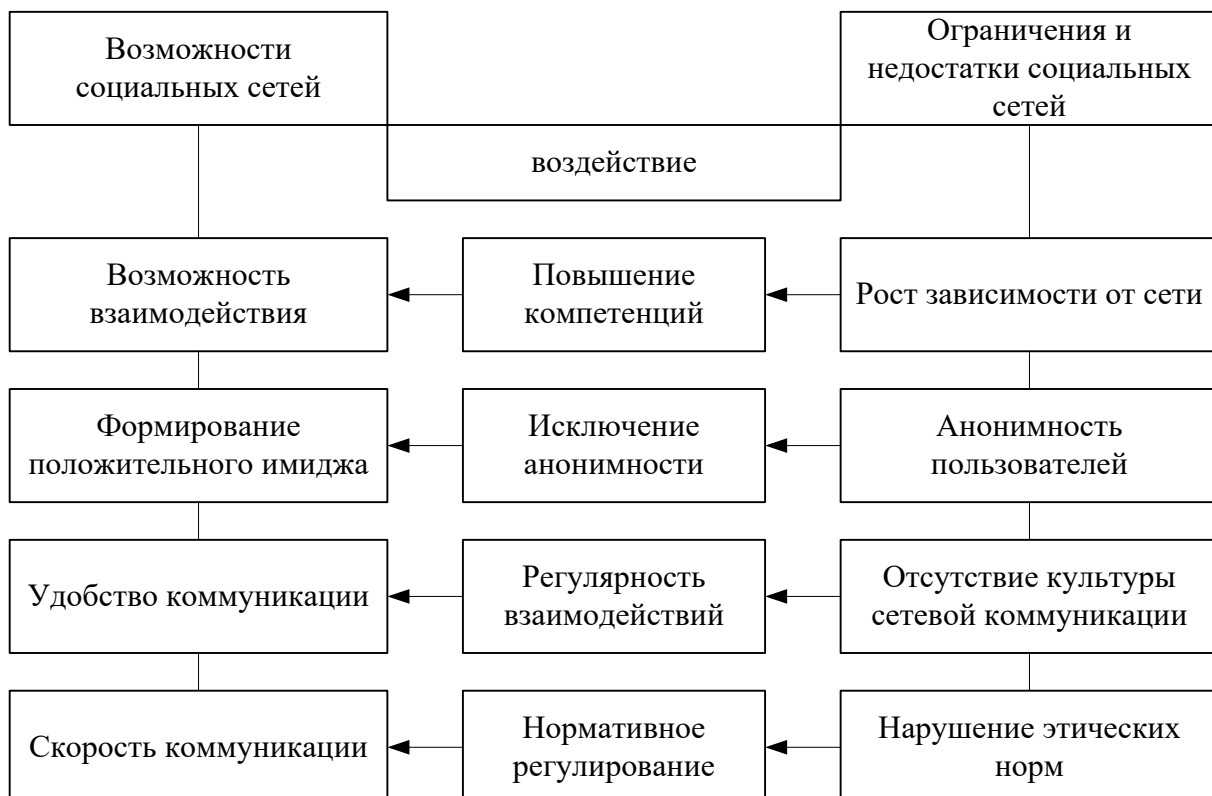 Возможности
социальных сетей
Ограничения и
недостатки социальных
сетей
воздействие
Возможность
взаимодействия
Повышение
компетенций
Рост зависимости от сети
Формирование
положительного имиджа
Исключение
анонимности
Анонимность
пользователей
Удобство коммуникации
Регулярность
взаимодействий
Отсутствие культуры
сетевой коммуникации
Скорость коммуникации
Нормативное
регулирование
Нарушение этических
норм